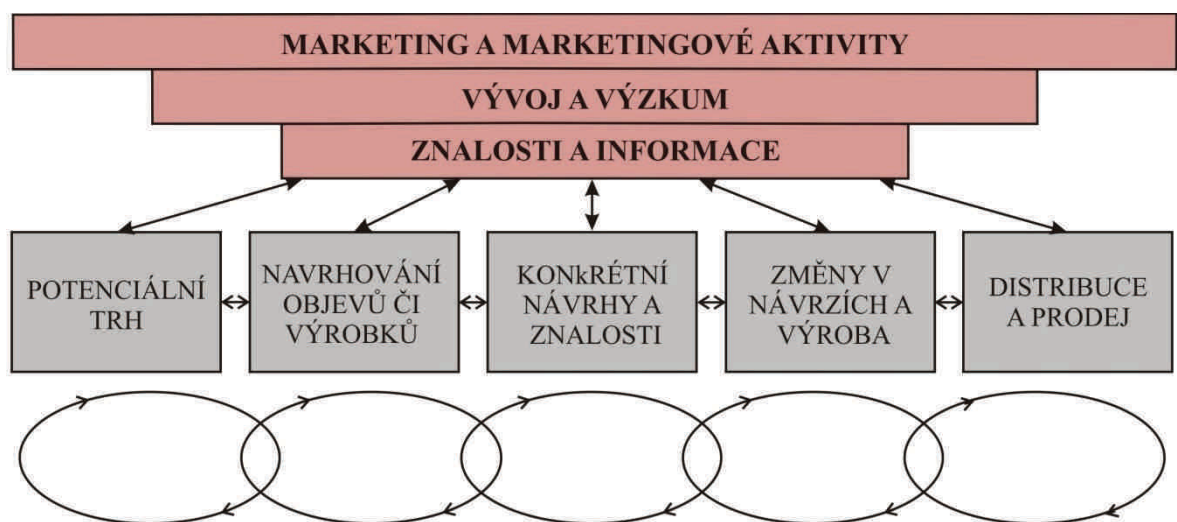 MARKETING A MARKETINGOVÉ AKTIVITY
VÝVOJ A VÝZKUM
ZNALOSTI A INFORMACE
POTENCIÁLNÍ
TRH
NAVRHOVÁNÍ
OBJEVŮ ČI
VÝROBKŮ
KONkRÉTNÍ
NÁVRHY A
ZNALOSTI
ZMĚNY V
NÁVRZÍCH A
VÝROBA
DISTRIBUCE
A PRODEJ